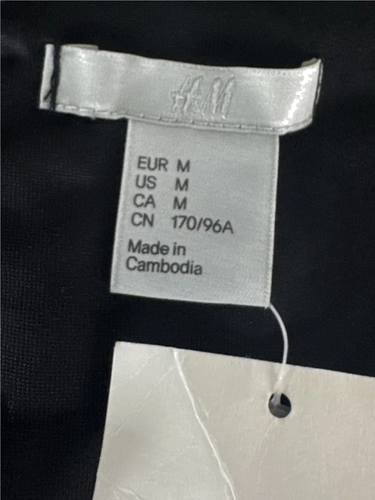 H&M
EUR M
US M
CA M
CN 170/96A
Made in
Cambodia